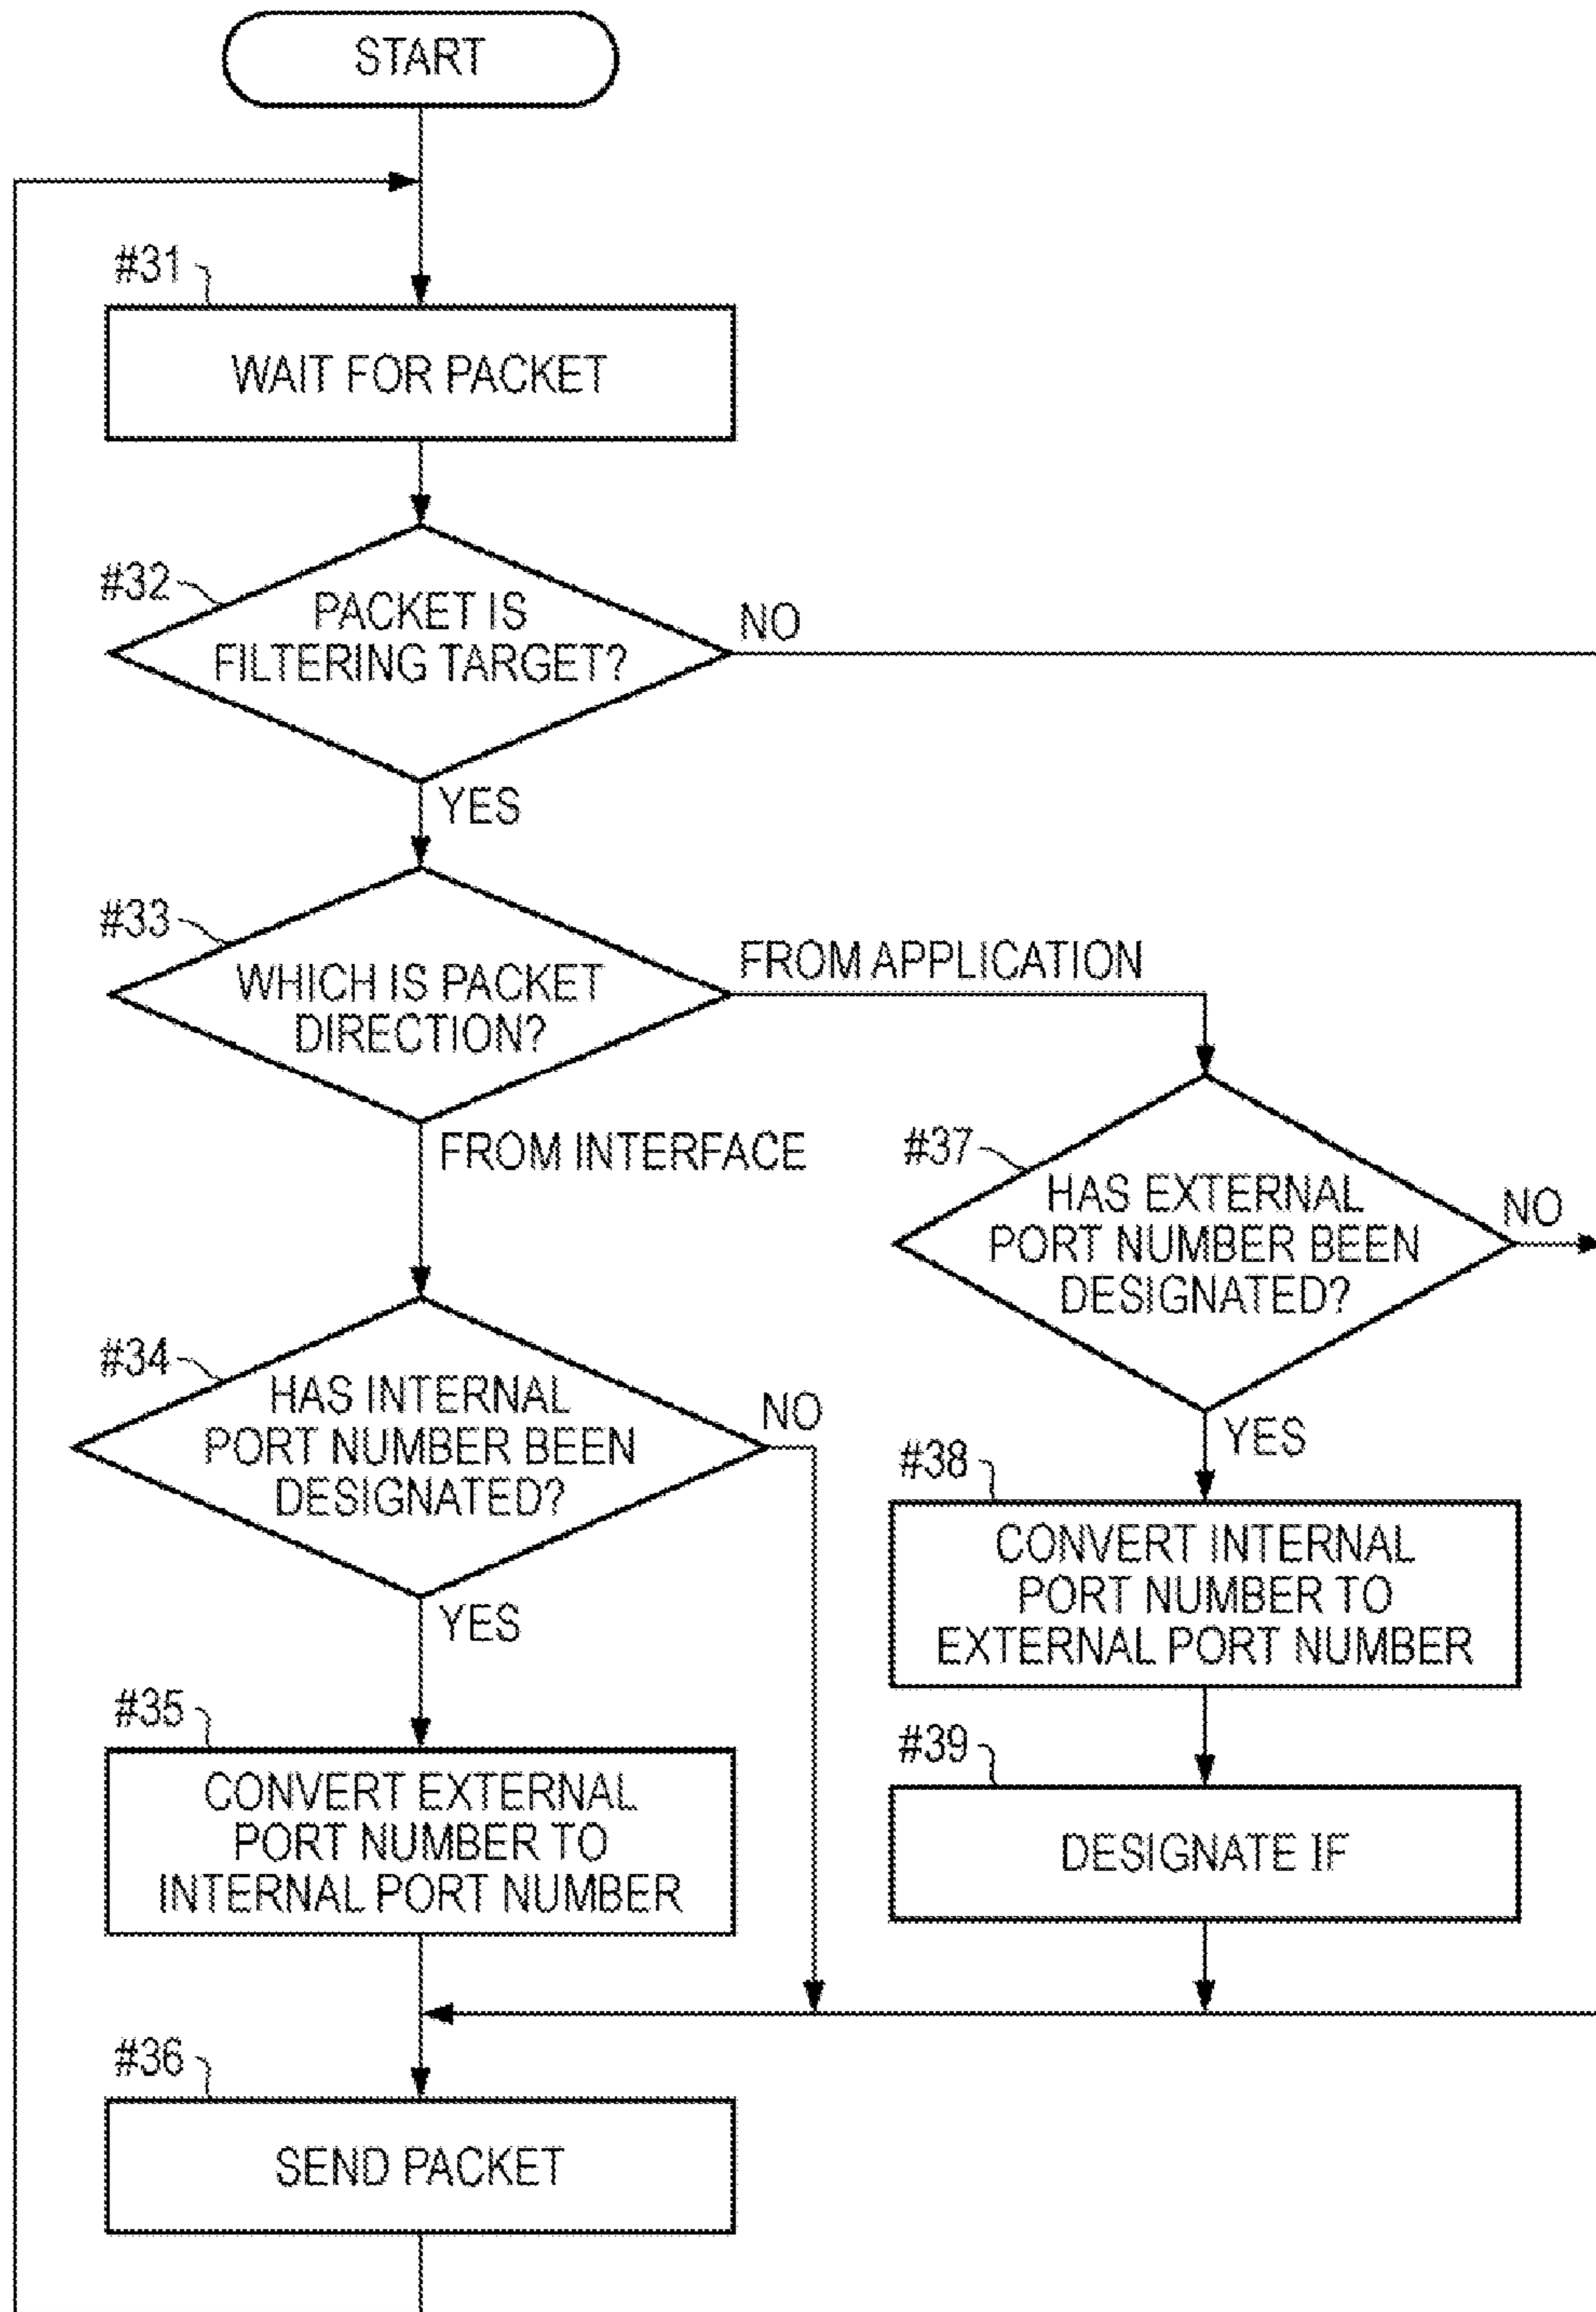 START
#31
WAIT FOR PACKET
#32
PACKET IS
FILTERING TARGET?
NO
YES
#33
WHICH IS PACKET
DIRECTION?
FROM APPLICATION
FROM INTERFACE
#37
HAS EXTERNAL
PORT NUMBER BEEN
DESIGNATED?
NO
YES
#34
HAS INTERNAL
PORT NUMBER BEEN
DESIGNATED?
NO
YES
#38
CONVERT INTERNAL
PORT NUMBER TO
EXTERNAL PORT NUMBER
#35
CONVERT EXTERNAL
PORT NUMBER TO
INTERNAL PORT NUMBER
#39
DESIGNATE IF
#36
SEND PACKET